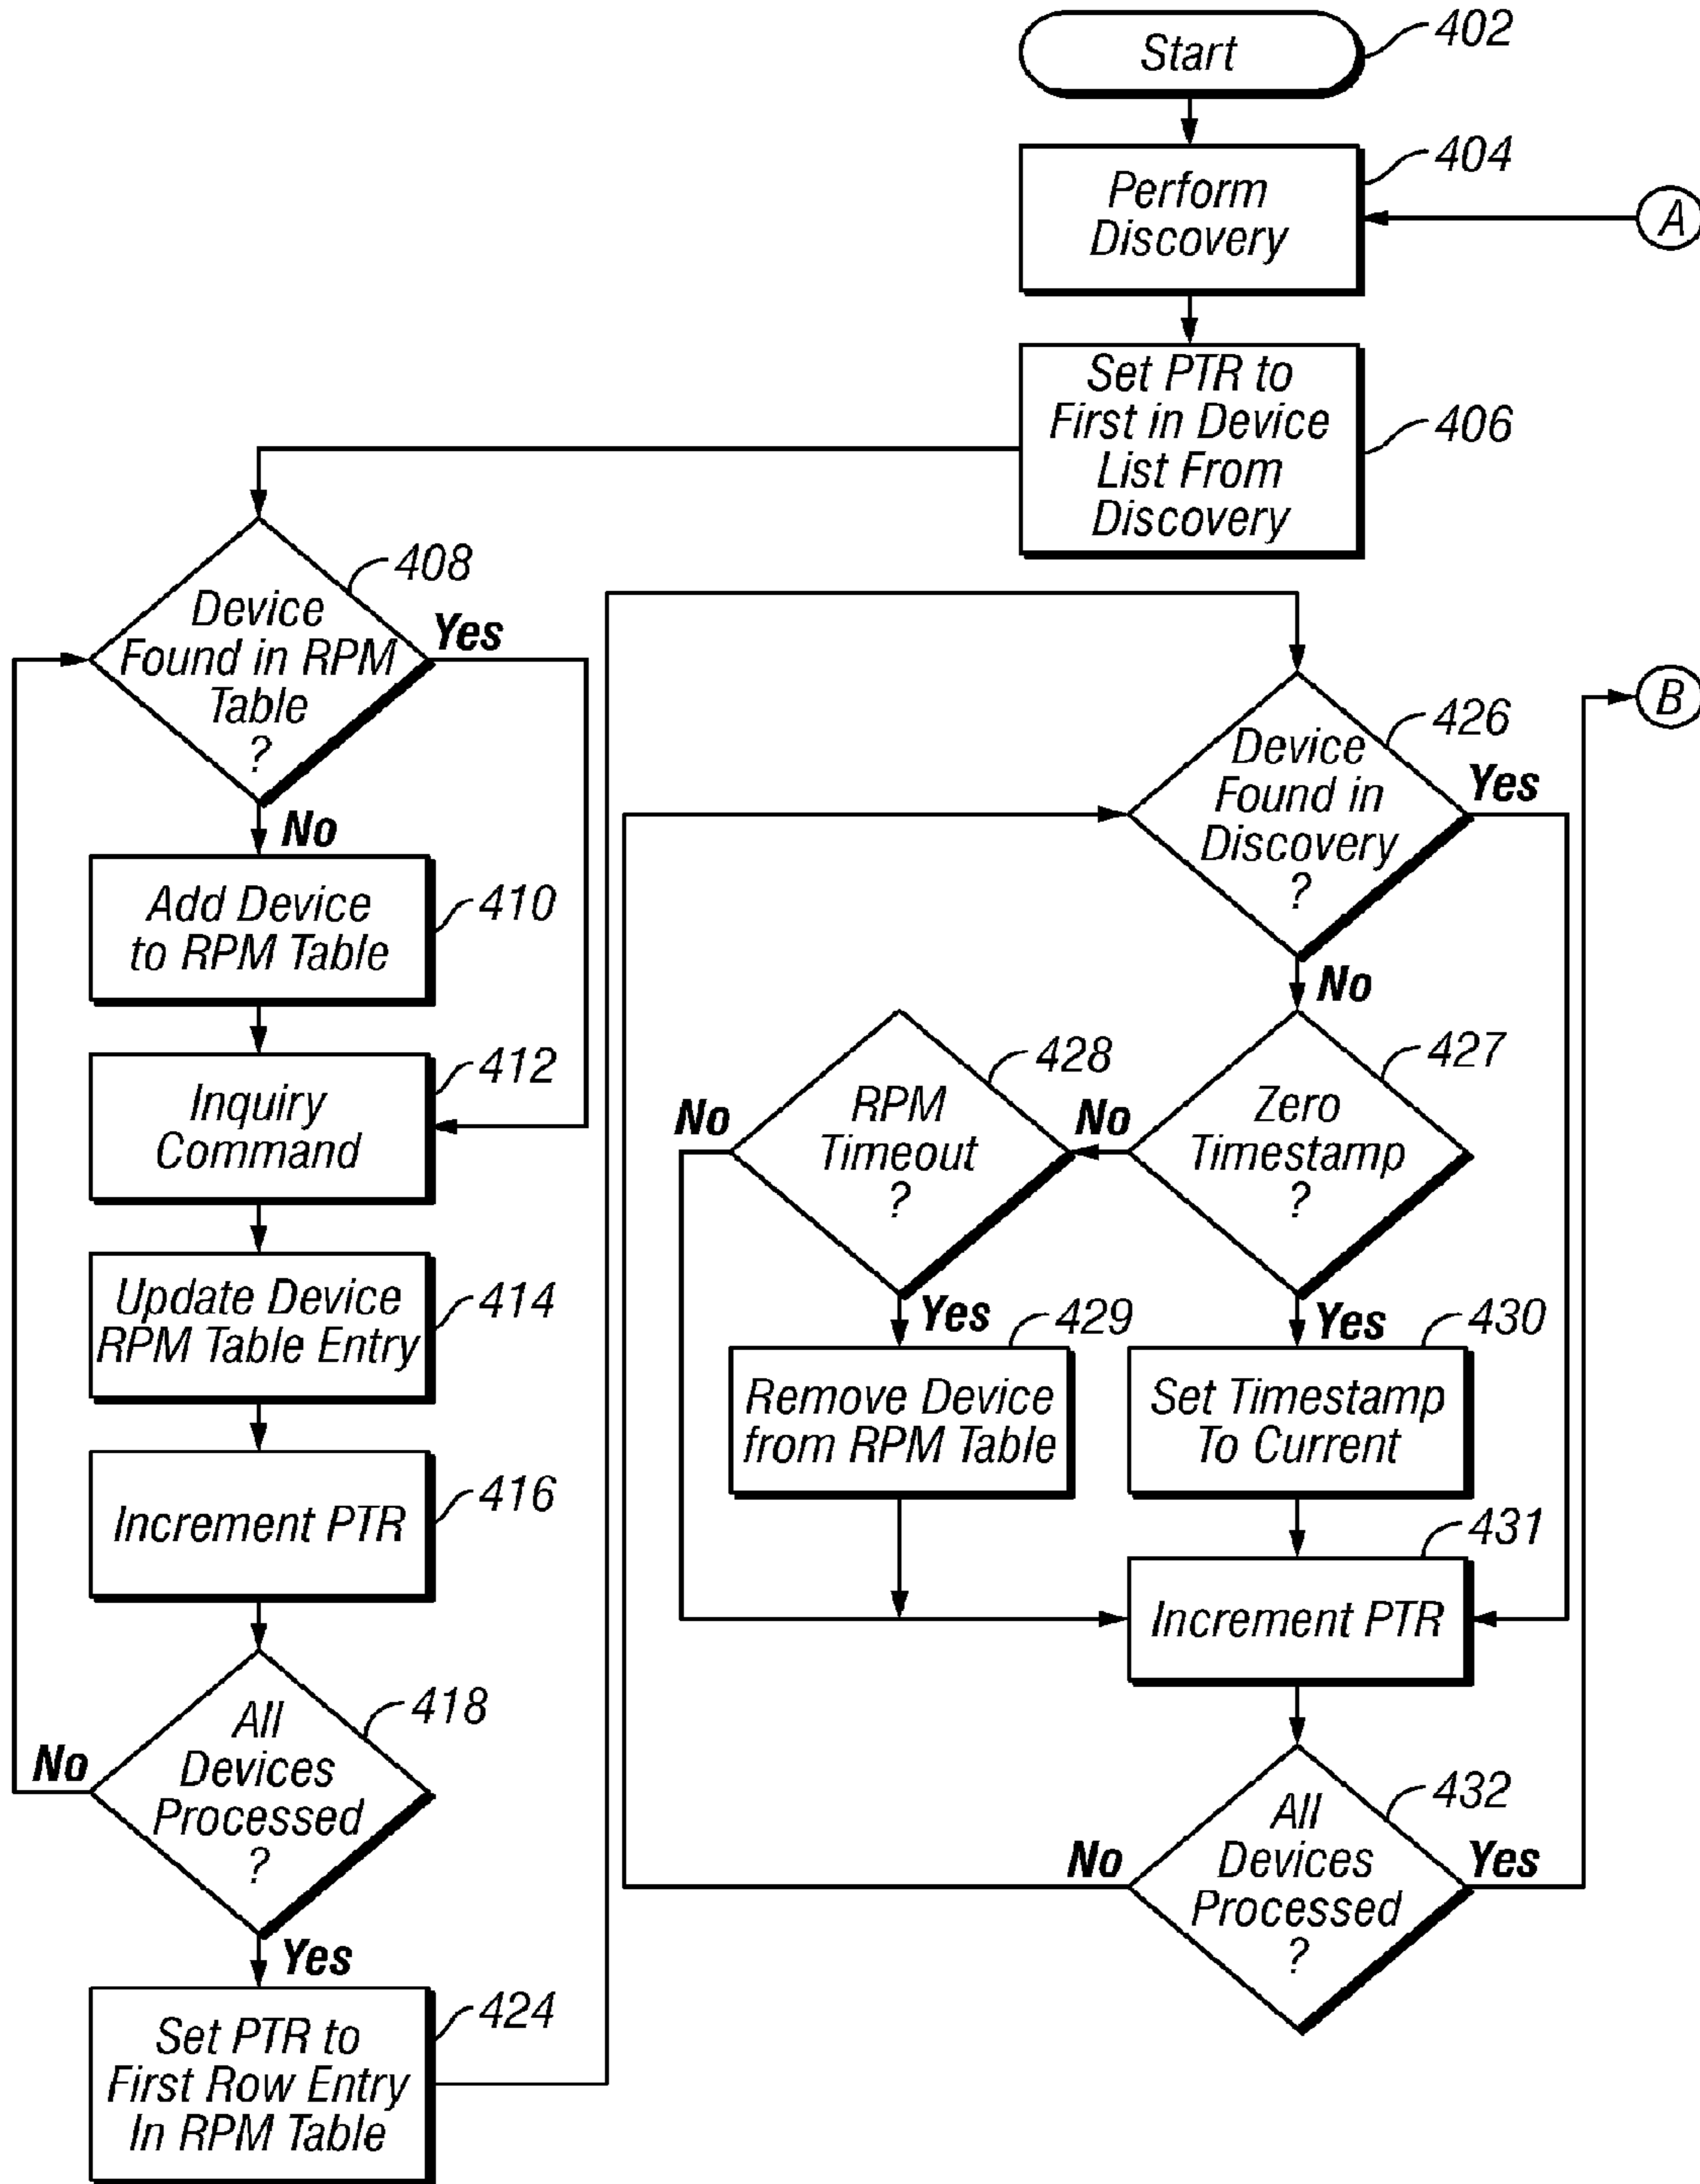 Start
402
Perform
Discovery
404
A
Set PTR to
First in Device
List From
Discovery
406
Device
Found in RPM
Table
?
408
Yes
No
Add Device
to RPM Table
410
Inquiry
Command
412
Update Device
RPM Table Entry
414
Increment PTR
416
All
Devices
Processed
?
418
No
Yes
Set PTR to
First Row Entry
In RPM Table
424
Device
Found in
Discovery
?
426
Yes
B
No
Zero
Timestamp
?
427
No
RPM
Timeout
?
428
No
Yes
Remove Device
from RPM Table
429
Yes
Set Timestamp
To Current
430
Increment PTR
431
All
Devices
Processed
?
432
No
Yes